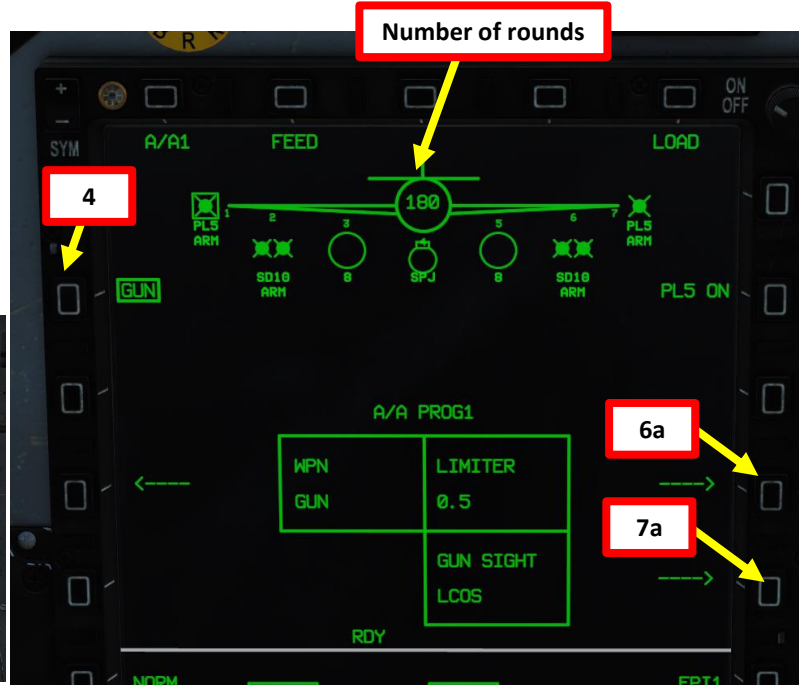 Number of rounds
R
+
-
SYM
ON
OFF
A/A1 FEED LOAD
180
4
1 2 3 5 6 7
PL5
ARM
PL5
ARM
SD10
ARM
8
SPJ
8
SD10
ARM
GUN
PL5 ON
A/A PROG1
6a
WPN
GUN
LIMITER
0.5
<----
---->
7a
GUN SIGHT
LCOS
---->
RDY
NORM
EPI1